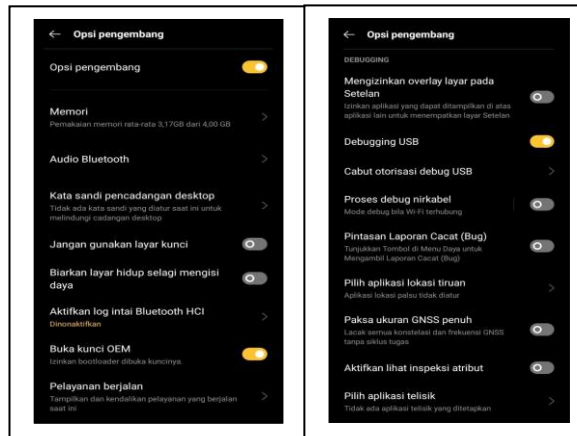 Opsi pengembang
Opsi pengembang
Memori
Pemakaian memori rata-rata 3,17GB dari 4,00 GB
Audio Bluetooth
Kata sandi pencadangan desktop
Tidak ada kata sandi yang diatur saat ini untuk
melindungi cadangan desktop
Jangan gunakan layar kunci
Biarkan layar hidup selagi mengisi
daya
Aktifkan log intai Bluetooth HCI
Dinonaktifkan
Buka kunci OEM
Izinkan bootloader dibuka kuncinya.
Pelayanan berjalan
Tampilkan dan kendalikan pelayanan yang berjalan
saat ini
Opsi pengembang
DEBUGGING
Mengizinkan overlay layar pada
Setelan
Izinkan aplikasi yang dapat ditampilkan di atas
aplikasi lain untuk menempatkan layar Setelan
Debugging USB
Cabut otorisasi debug USB
Proses debug nirkabel
Mode debug bila Wi-Fi terhubung
Pintasan Laporan Cacat (Bug)
Tunjukkan Tombol di Menu Daya untuk
Mengambil Laporan Cacat (Bug)
Pilih aplikasi lokasi tiruan
Aplikasi lokasi palsu tidak diatur
Paksa ukuran GNSS penuh
Lacak semua konstelasi dan frekuensi GNSS
tanpa siklus tugas
Aktifkan lihat inspeksi atribut
Pilih aplikasi telisik
Tidak ada aplikasi telisik yang ditetapkan